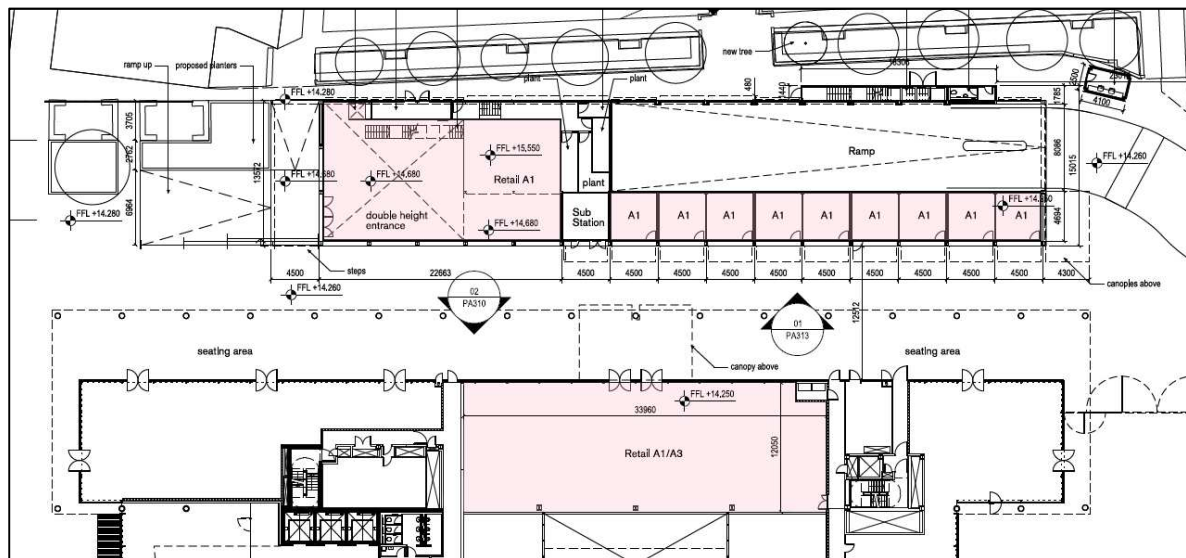 ramp up
proposed planters
FFL +14.280
plant
plant
480
1440
new tree
2500
4100
1785
3705
2762
6964
13572
FFL +15,550
Retail A1
FFL +14,680
FFL +14,680
double height
entrance
plant
Sub
Station
Ramp
8086
15015
4694
FFL +14.260
A1
A1
A1
A1
A1
A1
A1
A1
A1
FFL +14.280
steps
4500
22663
4500
4500
4500
4500
4500
4500
4500
4500
4500
4500
4300
canopies above
FFL +14.260
02
PA310
01
PA313
12512
seating area
seating area
canopy above
FFL +14,250
33960
12050
Retail A1/A3